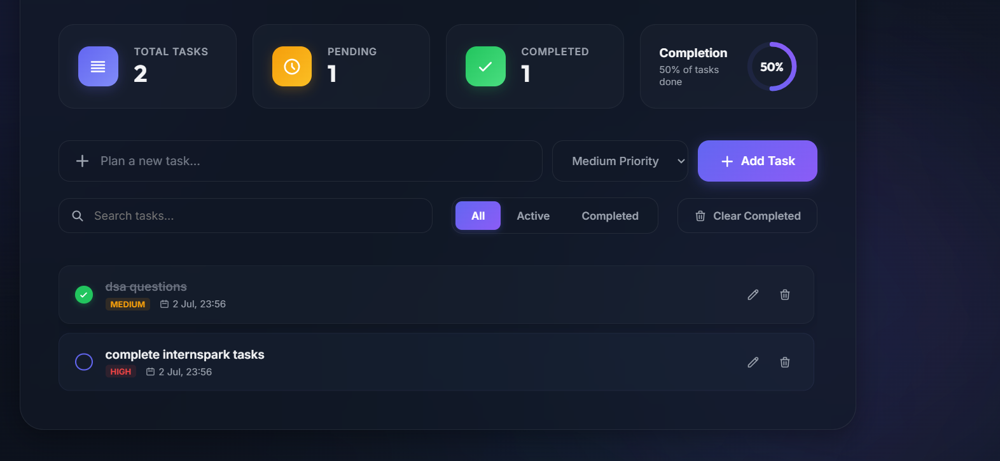 TOTAL TASKS
2
PENDING
1
COMPLETED
1
Completion
50% of tasks
done
50%
Plan a new task...
Medium Priority
Add Task
Search tasks...
All
Active
Completed
Clear Completed
dsa questions
MEDIUM
2 Jul, 23:56
complete internspark tasks
HIGH
2 Jul, 23:56